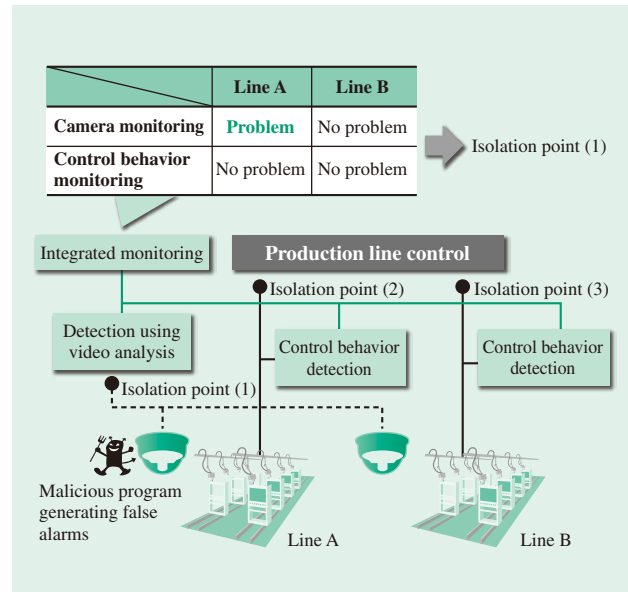 Line A Line B
Camera monitoring Problem No problem
Control behavior
monitoring No problem No problem
Isolation point (1)
Integrated monitoring
Production line control
Isolation point (2)
Isolation point (3)
Detection using
video analysis
Control behavior
detection
Control behavior
detection
Isolation point (1)
Malicious program
generating false
alarms
Line A
Line B